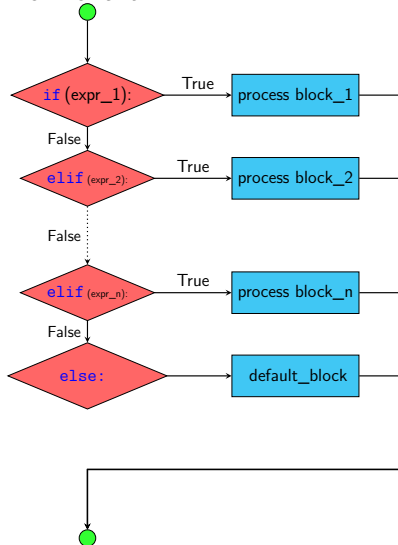 if (expr_1):
True
process block_1
False
elif (expr_2):
True
process block_2
False
elif (expr_n):
True
process block_n
False
else:
default_block